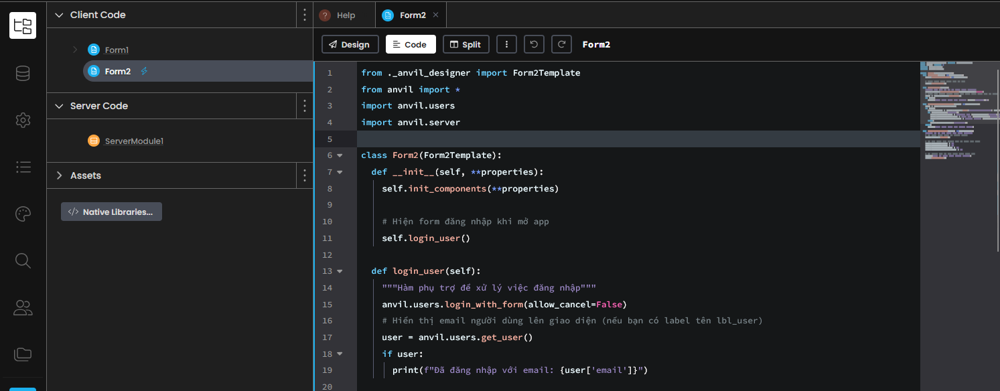 Client Code
Form1
Form2
Server Code
ServerModule1
Assets
</> Native Libraries...
? Help
Form2 ×
Design
Code
Split
Form2
1 from ._anvil_designer import Form2Template
2 from anvil import *
3 import anvil.users
4 import anvil.server
5
6 class Form2(Form2Template):
7 def __init__(self, **properties):
8 self.init_components(**properties)
9
10 # Hiện form đăng nhập khi mở app
11 self.login_user()
12
13 def login_user(self):
14 """Hàm phụ trợ để xử lý việc đăng nhập"""
15 anvil.users.login_with_form(allow_cancel=False)
16 # Hiển thị email người dùng lên giao diện (nếu bạn có label tên lbl_user)
17 user = anvil.users.get_user()
18 if user:
19 print(f"Đã đăng nhập với email: {user['email']}")
20